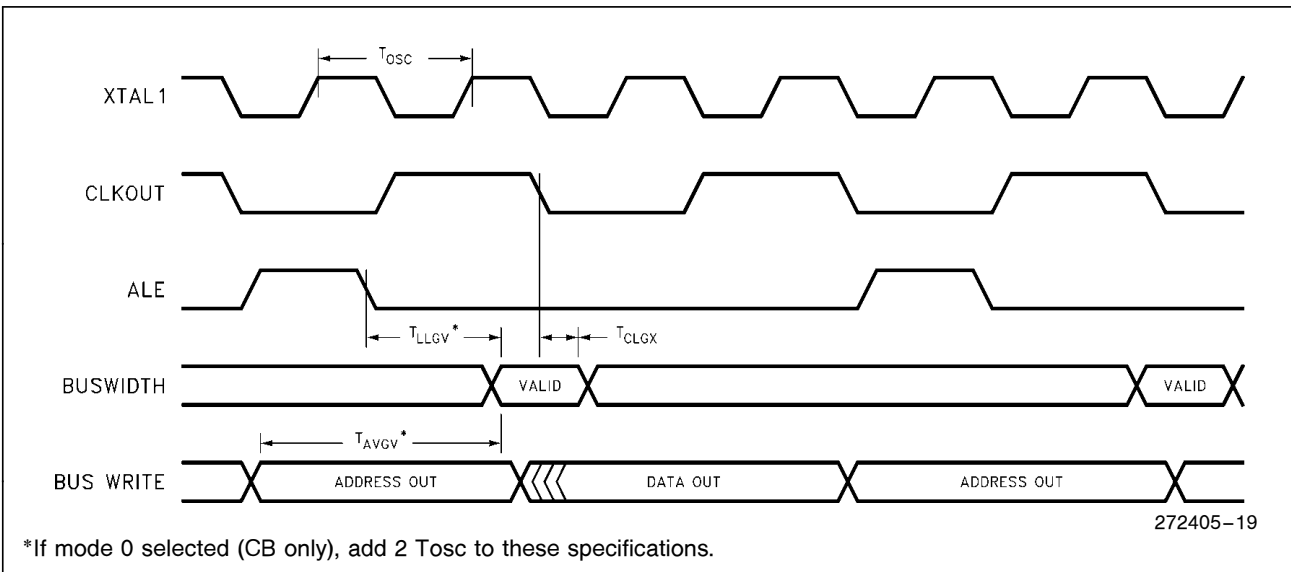 TOSC
XTAL1
CLKOUT
ALE
TLLGV* TCLGX
BUSWIDTH VALID VALID
TAVGV*
BUS WRITE ADDRESS OUT DATA OUT ADDRESS OUT
272405–19
*If mode 0 selected (CB only), add 2 Tosc to these specifications.